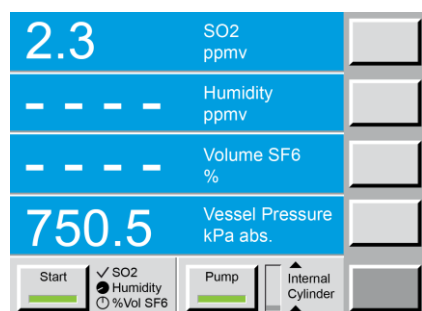 2.3
SO2
ppmv
– – – –
Humidity
ppmv
– – – –
Volume SF6
%
750.5
Vessel Pressure
kPa abs.
Start
✓ SO2
Humidity
%Vol SF6
Pump
Internal
Cylinder